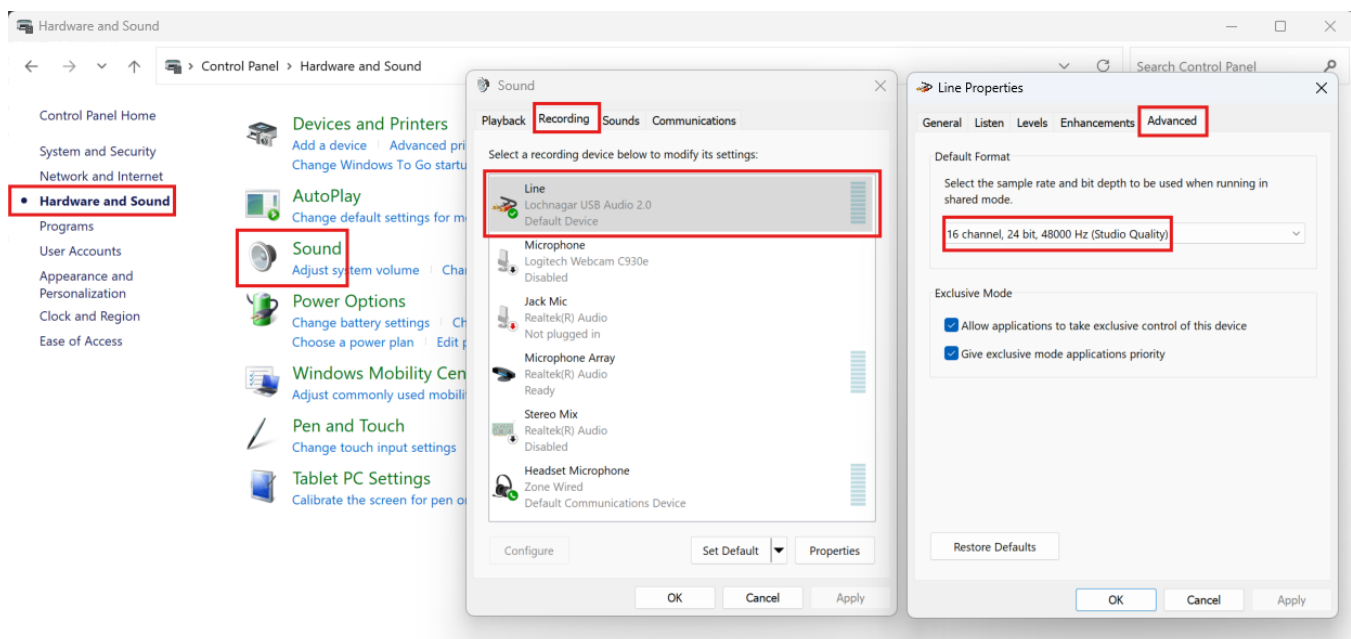 Hardware and Sound
Control Panel > Hardware and Sound
Search Control Panel
Control Panel Home
System and Security
Network and Internet
Hardware and Sound
Programs
User Accounts
Appearance and
Personalization
Clock and Region
Ease of Access
Devices and Printers
Add a device
Advanced pri
Change Windows To Go startu
AutoPlay
Change default settings for m
Sound
Adjust system volume
Cha
Power Options
Change battery settings
Ch
Choose a power plan
Edit p
Windows Mobility Cen
Adjust commonly used mobili
Pen and Touch
Change touch input settings
Tablet PC Settings
Calibrate the screen for pen o
Sound
Playback Recording Sounds Communications
Select a recording device below to modify its settings:
Line
Lochnagar USB Audio 2.0
Default Device
Microphone
Logitech Webcam C930e
Disabled
Jack Mic
Realtek(R) Audio
Not plugged in
Microphone Array
Realtek(R) Audio
Ready
Stereo Mix
Realtek(R) Audio
Disabled
Headset Microphone
Zone Wired
Default Communications Device
Configure
Set Default
Properties
OK
Cancel
Apply
Line Properties
General Listen Levels Enhancements Advanced
Default Format
Select the sample rate and bit depth to be used when running in
shared mode.
16 channel, 24 bit, 48000 Hz (Studio Quality)
Exclusive Mode
Allow applications to take exclusive control of this device
Give exclusive mode applications priority
Restore Defaults
OK
Cancel
Apply